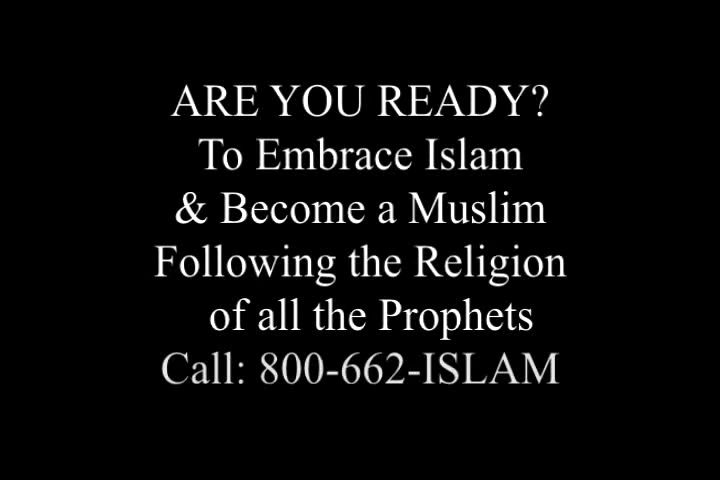 ARE YOU READY?
To Embrace Islam
& Become a Muslim
Following the Religion
of all the Prophets
Call: 800-662-ISLAM